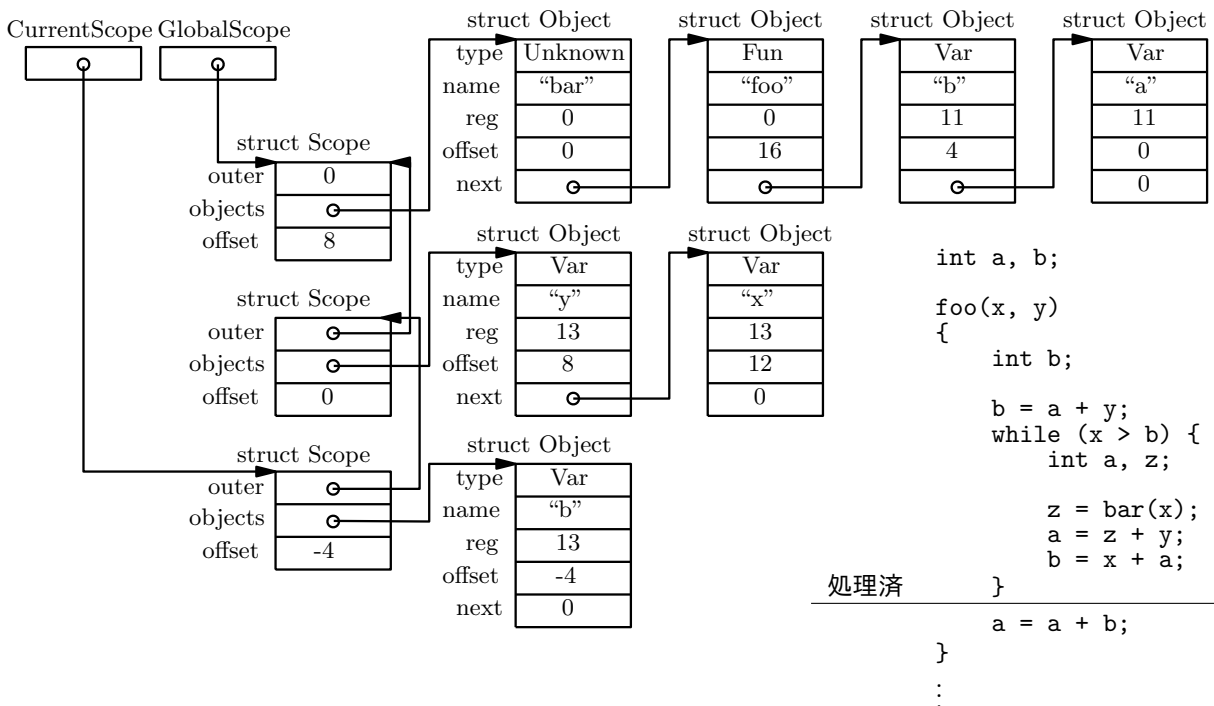 CurrentScope GlobalScope
struct Object
type Unknown
name “bar”
reg 0
offset 0
next
struct Object
Fun
“foo”
0
16
struct Object
Var
“b”
11
4
struct Object
Var
“a”
11
0
0
struct Scope
outer 0
objects
offset 8
struct Object
type Var
name “y”
reg 13
offset 8
next
struct Object
Var
“x”
13
12
0
struct Scope
outer
objects
offset 0
struct Scope
outer
objects
offset -4
struct Object
type Var
name “b”
reg 13
offset -4
next 0
int a, b;
foo(x, y)
{
int b;
b = a + y;
while (x > b) {
int a, z;
z = bar(x);
a = z + y;
b = x + a;
処理済 }
a = a + b;
}
⋮